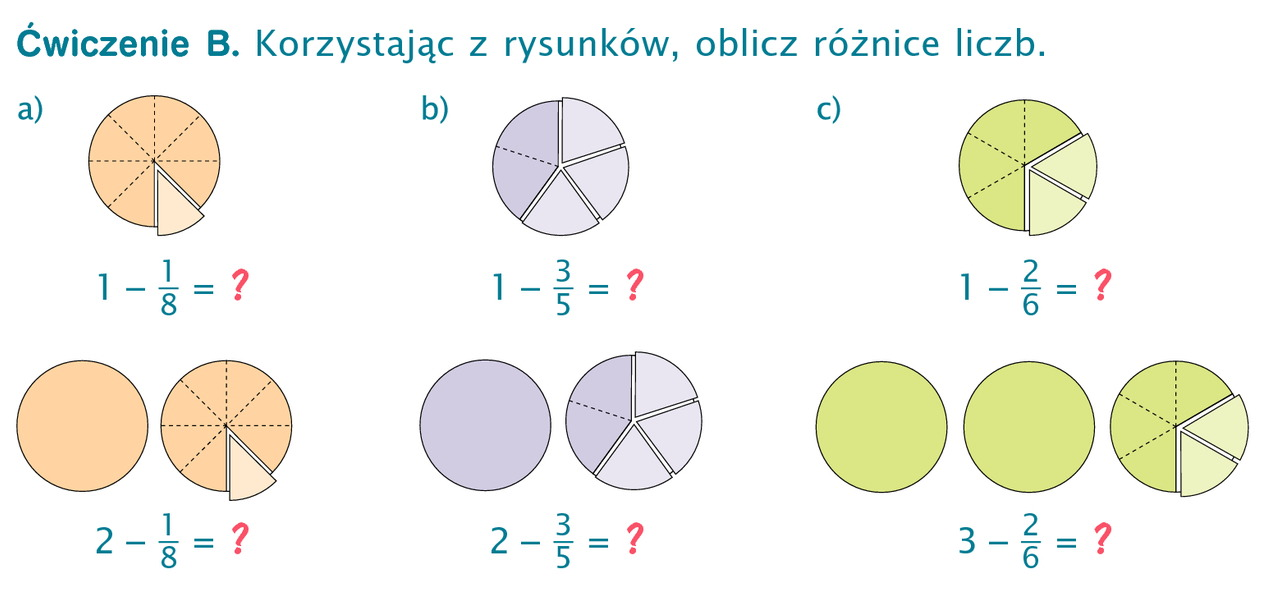 Ćwiczenie B. Korzystając z rysunków, oblicz różnice liczb.
a) b) c)
1 − 1/8 = ? 1 − 3/5 = ? 1 − 2/6 = ?
2 − 1/8 = ? 2 − 3/5 = ? 3 − 2/6 = ?